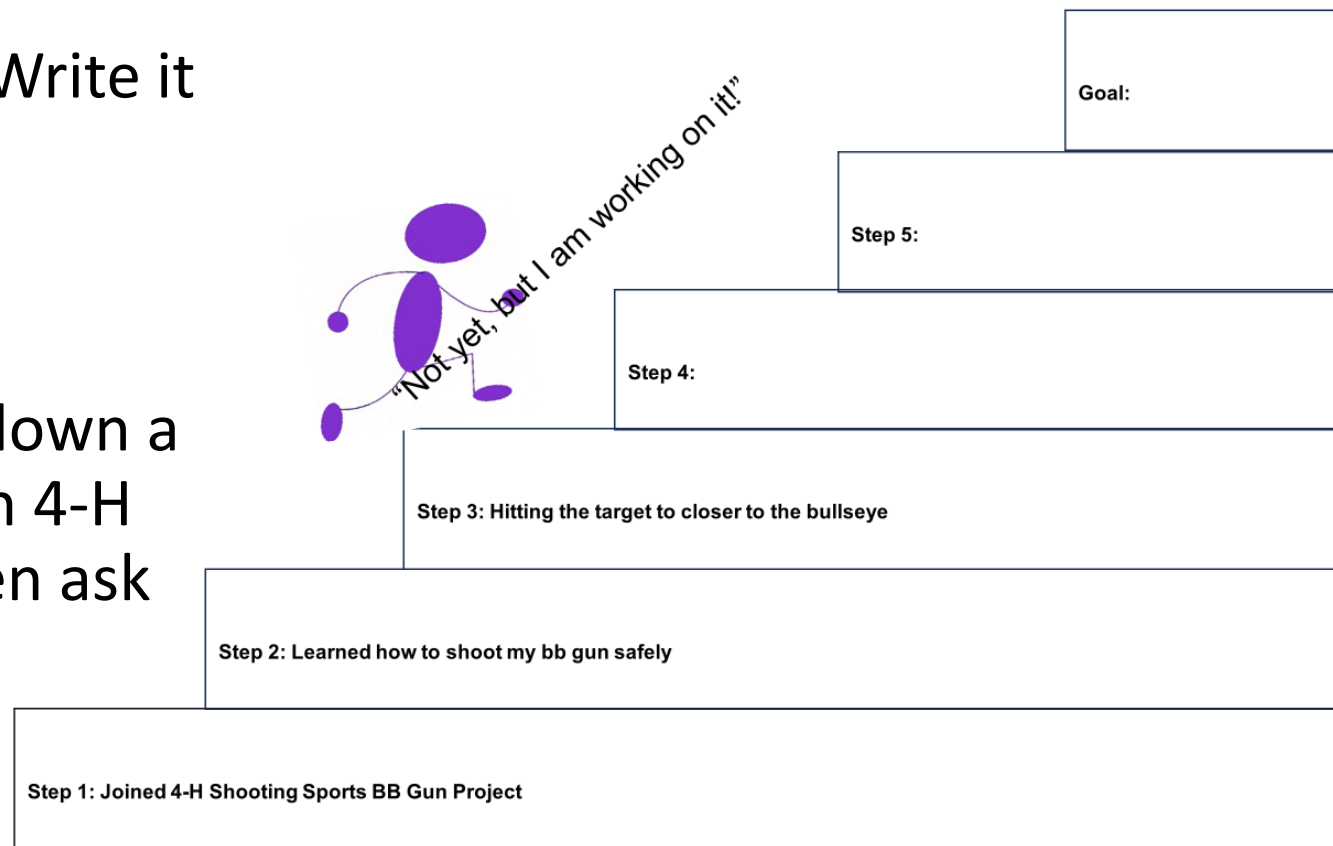 Write it
down a
n 4-H
en ask
"Not yet, but I am working on it!"
Goal:
Step 5:
Step 4:
Step 3: Hitting the target to closer to the bullseye
Step 2: Learned how to shoot my bb gun safely
Step 1: Joined 4-H Shooting Sports BB Gun Project